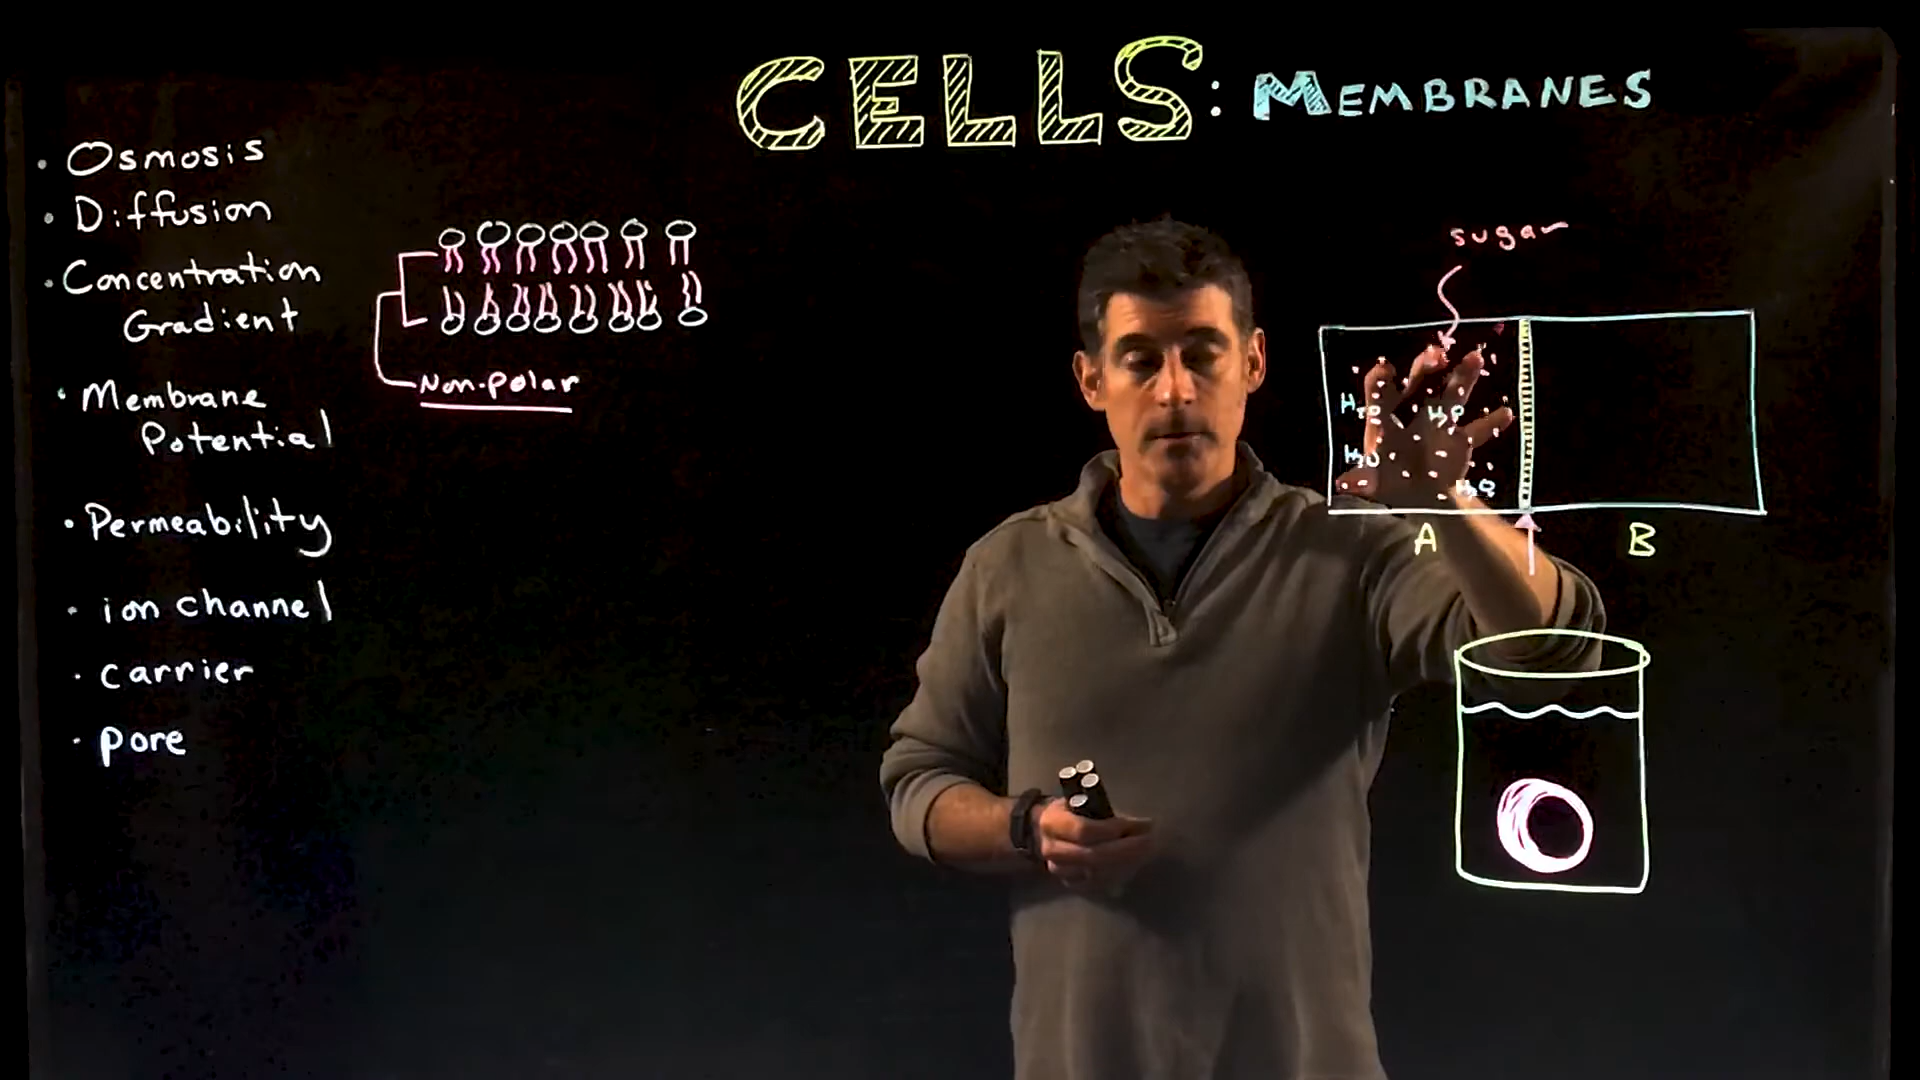 CELLS: MEMBRANES
• Osmosis
• Diffusion
• Concentration
Gradient
• Membrane
Potential
• Permeability
• ion channel
• carrier
• pore
Non-polar
sugar
H2O H2O
H2O
H2O
A B